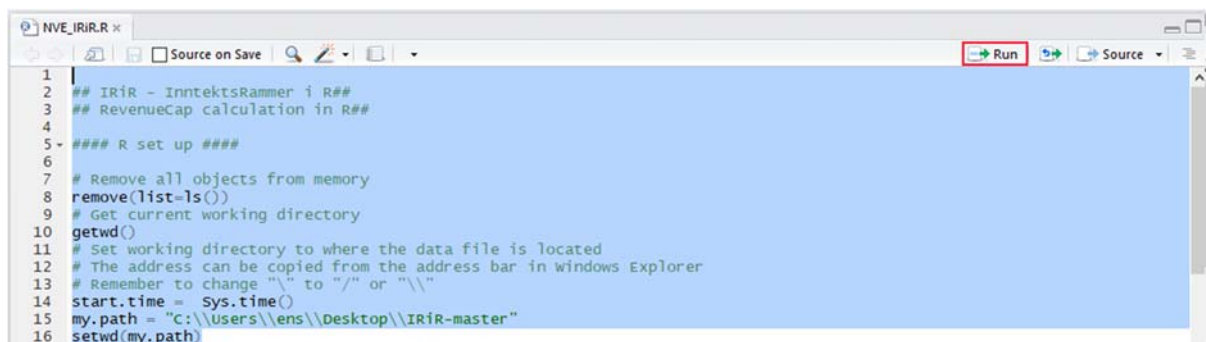 NVE_IRiR.R ×
Source on Save
Run
Source
1
2 ## IRiR - InntektsRammer i R##
3 ## RevenueCap calculation in R##
4
5 #### R set up ####
6
7 # Remove all objects from memory
8 remove(list=ls())
9 # Get current working directory
10 getwd()
11 # Set working directory to where the data file is located
12 # The address can be copied from the address bar in Windows Explorer
13 # Remember to change "\" to "/" or "\\"
14 start.time = Sys.time()
15 my.path = "C:\\Users\\ens\\Desktop\\IRiR-master"
16 setwd(my.path)